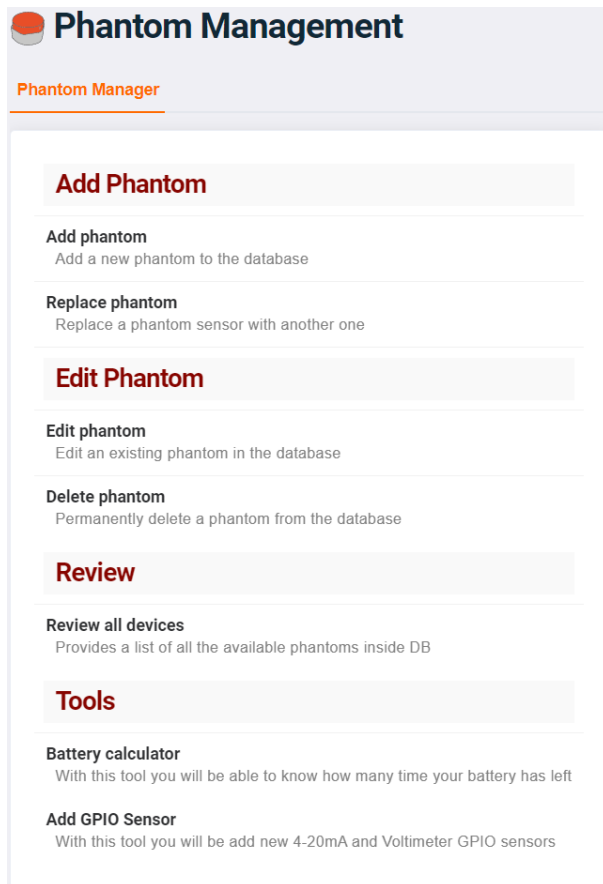 Phantom Management
Phantom Manager
Add Phantom
Add phantom
Add a new phantom to the database
Replace phantom
Replace a phantom sensor with another one
Edit Phantom
Edit phantom
Edit an existing phantom in the database
Delete phantom
Permanently delete a phantom from the database
Review
Review all devices
Provides a list of all the available phantoms inside DB
Tools
Battery calculator
With this tool you will be able to know how many time your battery has left
Add GPIO Sensor
With this tool you will be add new 4-20mA and Voltimeter GPIO sensors